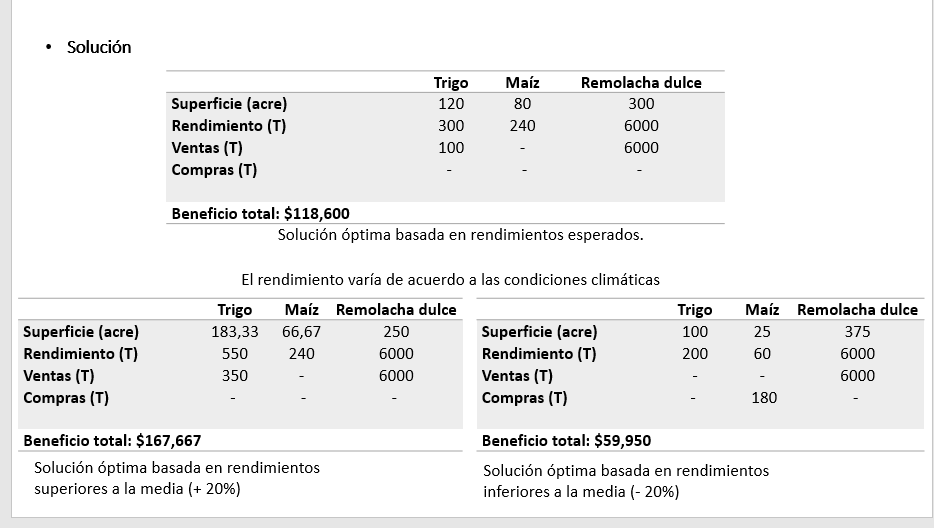 • Solución
Trigo Maíz Remolacha dulce
Superficie (acre) 120 80 300
Rendimiento (T) 300 240 6000
Ventas (T) 100 - 6000
Compras (T) - - -
Beneficio total: $118,600
Solución óptima basada en rendimientos esperados.
El rendimiento varía de acuerdo a las condiciones climáticas
Trigo Maíz Remolacha dulce
Superficie (acre) 183,33 66,67 250
Rendimiento (T) 550 240 6000
Ventas (T) 350 - 6000
Compras (T) - - -
Beneficio total: $167,667
Solución óptima basada en rendimientos
superiores a la media (+ 20%)
Trigo Maíz Remolacha dulce
Superficie (acre) 100 25 375
Rendimiento (T) 200 60 6000
Ventas (T) - - 6000
Compras (T) - 180 -
Beneficio total: $59,950
Solución óptima basada en rendimientos
inferiores a la media (- 20%)